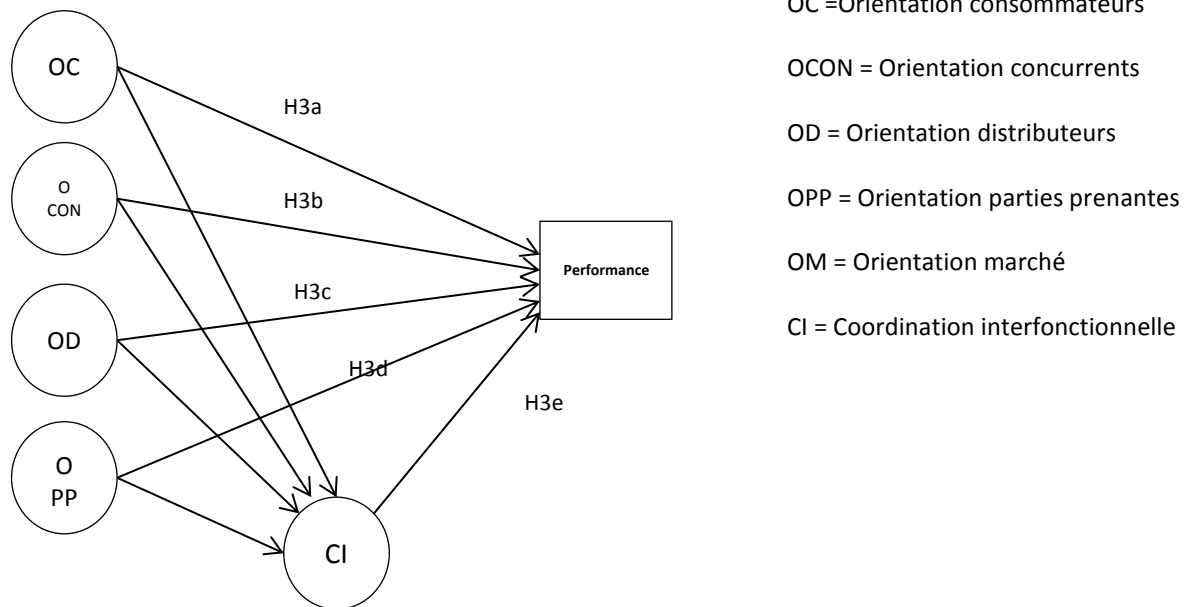 OC
O
CON
OD
O
PP
CI
H3a
H3b
H3c
H3d
H3e
Performance
OC =Orientation consommateurs
OCON = Orientation concurrents
OD = Orientation distributeurs
OPP = Orientation parties prenantes
OM = Orientation marché
CI = Coordination interfonctionnelle